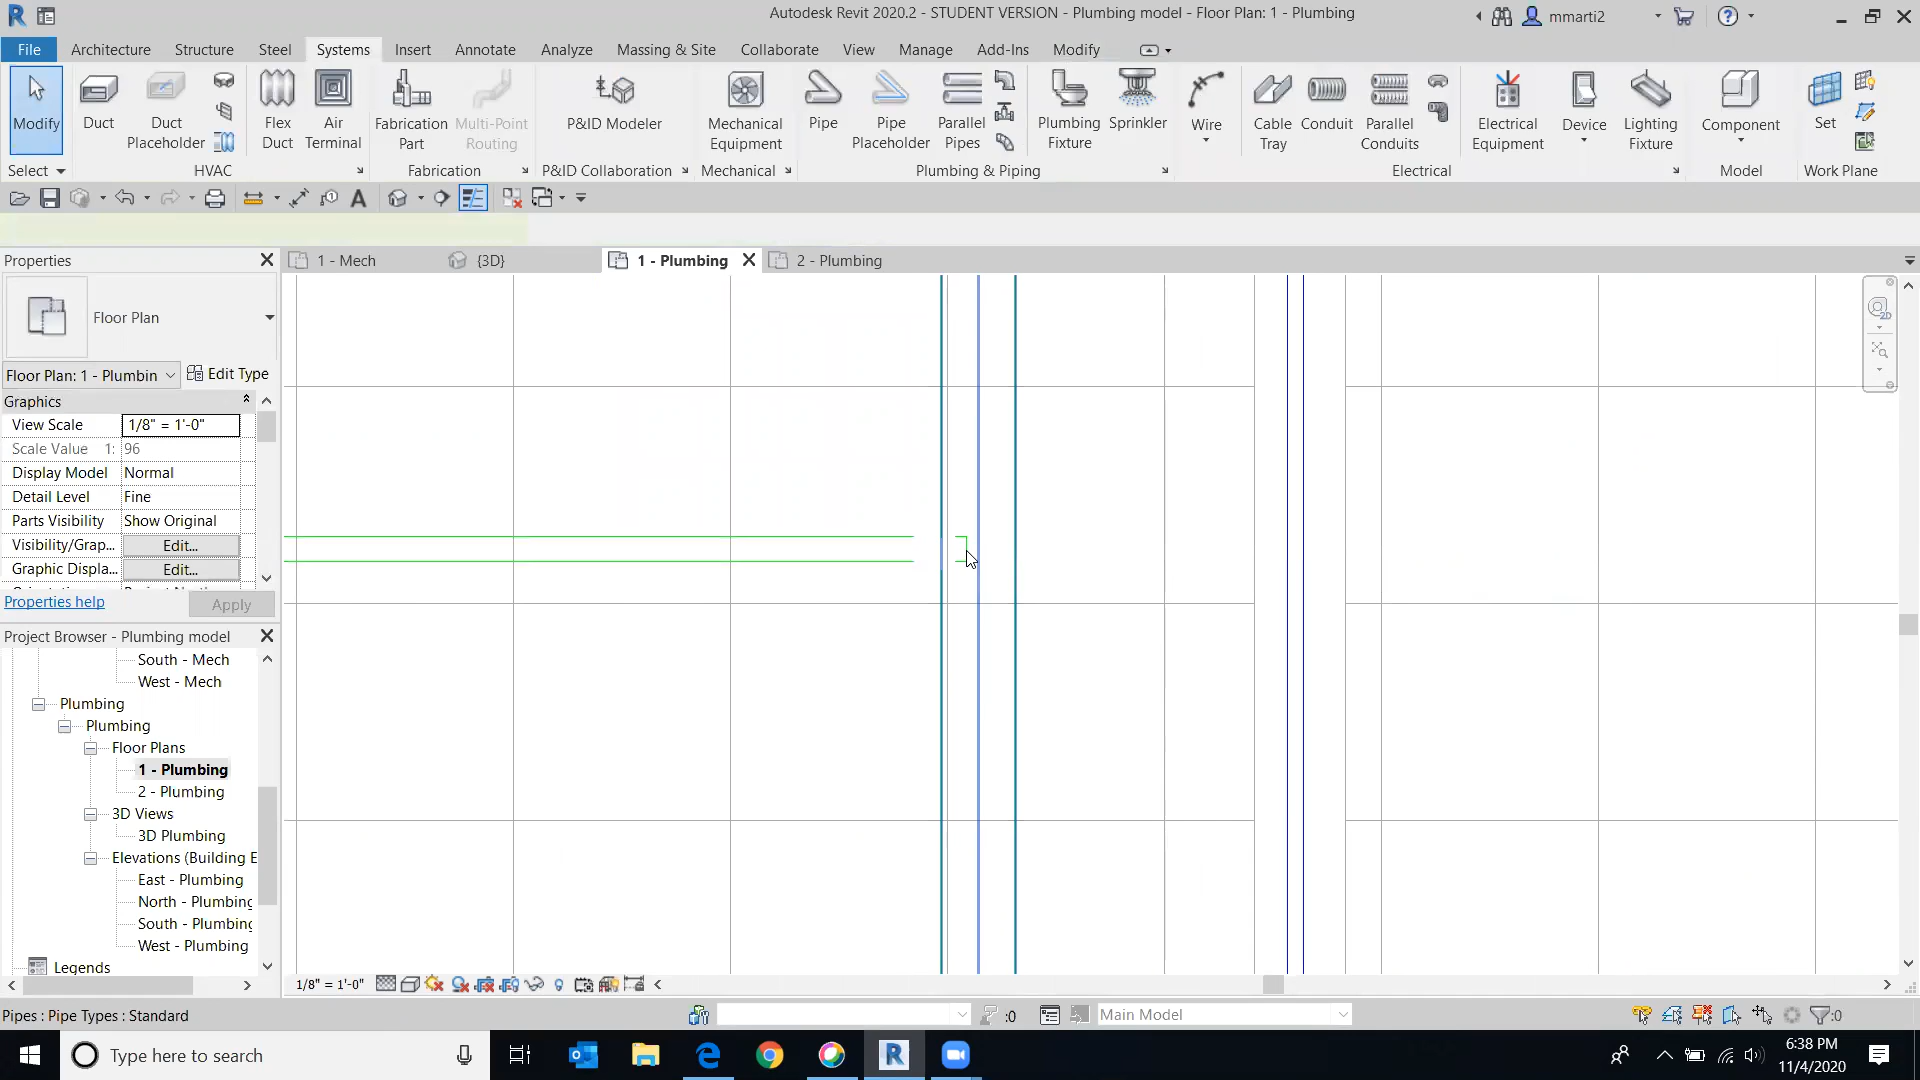 Autodesk Revit 2020.2 - STUDENT VERSION - Plumbing model - Floor Plan: 1 - Plumbing
mmarti2
File Architecture Structure Steel Systems Insert Annotate Analyze Massing & Site Collaborate View Manage Add-Ins Modify
Modify Duct Duct Placeholder Flex Duct Air Terminal Fabrication Part Multi-Point Routing P&ID Modeler Mechanical Equipment Pipe Pipe Placeholder Parallel Pipes Plumbing Fixture Sprinkler Wire Cable Tray Conduit Parallel Conduits Electrical Equipment Device Lighting Fixture Component Set
Select HVAC Fabrication P&ID Collaboration Mechanical Plumbing & Piping Electrical Model Work Plane
Properties
1 - Mech {3D} 1 - Plumbing 2 - Plumbing
2D
Floor Plan
Floor Plan: 1 - Plumbin Edit Type
Graphics
View Scale 1/8" = 1'-0"
Scale Value 1: 96
Display Model Normal
Detail Level Fine
Parts Visibility Show Original
Visibility/Grap... Edit...
Graphic Displa... Edit...
Properties help Apply
Project Browser - Plumbing model
South - Mech
West - Mech
Plumbing
Plumbing
Floor Plans
1 - Plumbing
2 - Plumbing
3D Views
3D Plumbing
Elevations (Building E
East - Plumbing
North - Plumbing
South - Plumbing
West - Plumbing
Legends
1/8" = 1'-0"
Pipes : Pipe Types : Standard
:0
Main Model
:0
Type here to search
6:38 PM
11/4/2020